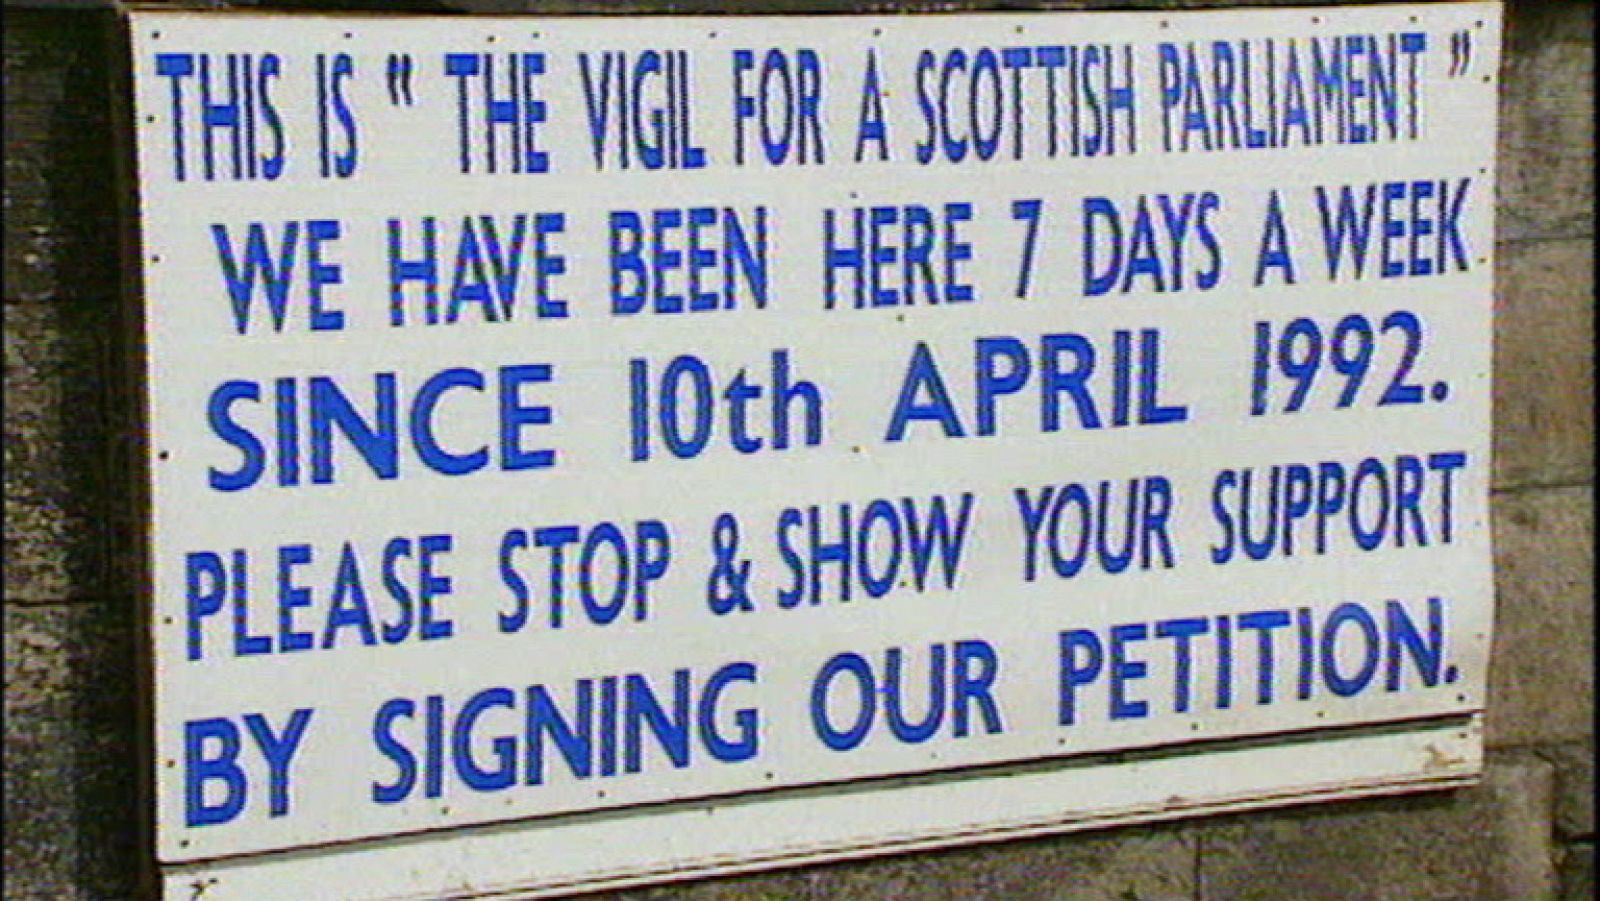 THIS IS " THE VIGIL FOR A SCOTTISH PARLIAMENT "
WE HAVE BEEN HERE 7 DAYS A WEEK
SINCE 10th APRIL 1992.
PLEASE STOP & SHOW YOUR SUPPORT
BY SIGNING OUR PETITION.